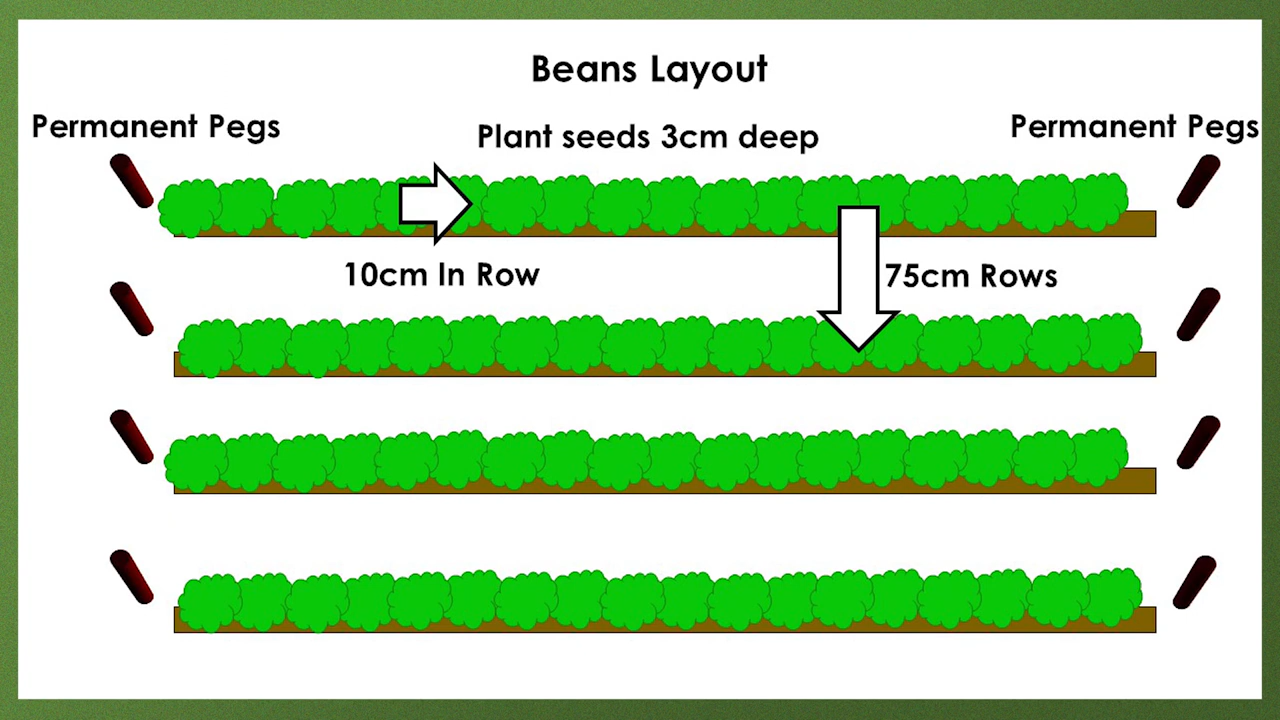 Beans Layout
Permanent Pegs
Plant seeds 3cm deep
Permanent Pegs
10cm In Row
75cm Rows